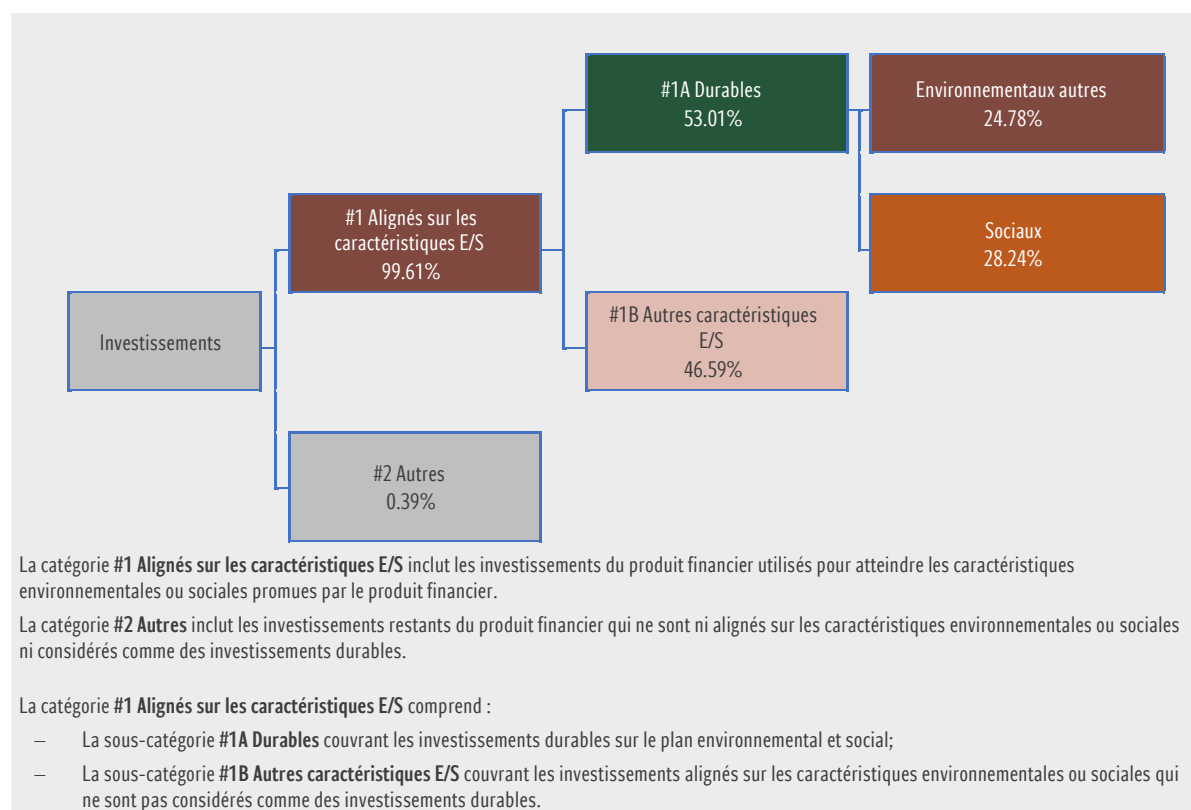 #1A Durables
53.01%
Environnementaux autres
24.78%
#1 Alignés sur les
caractéristiques E/S
99.61%
Sociaux
28.24%
Investissements
#1B Autres caractéristiques
E/S
46.59%
#2 Autres
0.39%
La catégorie #1 Alignés sur les caractéristiques E/S inclut les investissements du produit financier utilisés pour atteindre les caractéristiques
environnementales ou sociales promues par le produit financier.
La catégorie #2 Autres inclut les investissements restants du produit financier qui ne sont ni alignés sur les caractéristiques environnementales ou sociales
ni considérés comme des investissements durables.
La catégorie #1 Alignés sur les caractéristiques E/S comprend :
– La sous-catégorie #1A Durables couvrant les investissements durables sur le plan environnemental et social;
– La sous-catégorie #1B Autres caractéristiques E/S couvrant les investissements alignés sur les caractéristiques environnementales ou sociales qui
ne sont pas considérés comme des investissements durables.